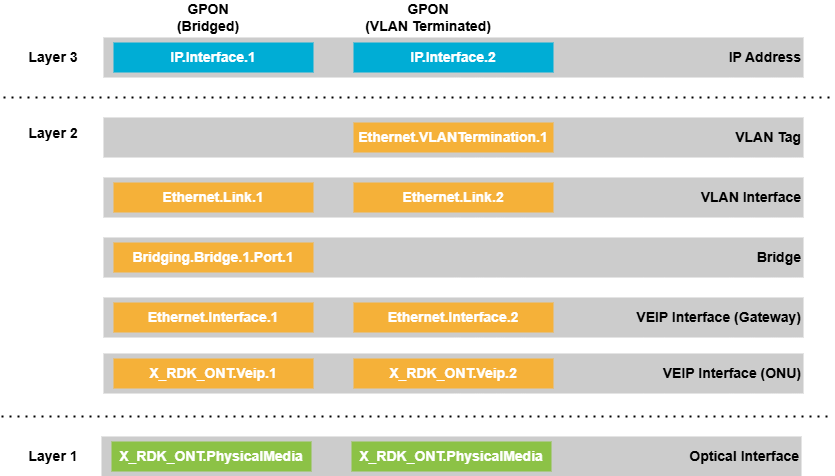 GPON GPON
(Bridged) (VLAN Terminated)
Layer 3 IP.Interface.1 IP.Interface.2 IP Address
Layer 2 Ethernet.VLANTermination.1 VLAN Tag
Ethernet.Link.1 Ethernet.Link.2 VLAN Interface
Bridging.Bridge.1.Port.1 Bridge
Ethernet.Interface.1 Ethernet.Interface.2 VEIP Interface (Gateway)
X_RDK_ONT.Veip.1 X_RDK_ONT.Veip.2 VEIP Interface (ONU)
Layer 1 X_RDK_ONT.PhysicalMedia X_RDK_ONT.PhysicalMedia Optical Interface